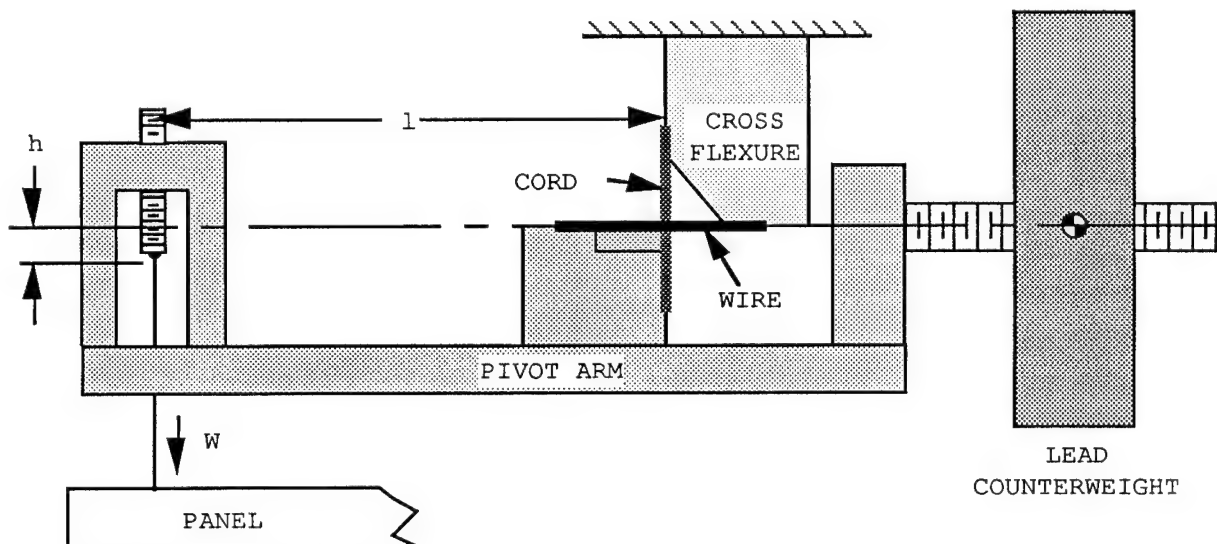 h
l
CROSS
FLEXURE
CORD
WIRE
PIVOT ARM
W
LEAD
COUNTERWEIGHT
PANEL